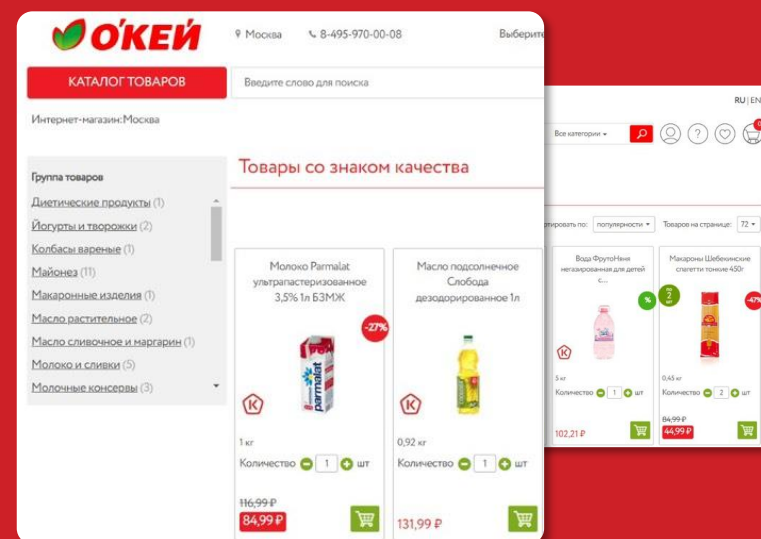 О'КЕЙ
Москва
8-495-970-00-08
Выберите
КАТАЛОГ ТОВАРОВ
Введите слово для поиска
Интернет-магазин:Москва
Группа товаров
Диетические продукты (1)
Йогурты и творожки (2)
Колбасы вареные (1)
Майонез (11)
Макаронные изделия (1)
Масло растительное (2)
Масло сливочное и маргарин (1)
Молоко и сливки (5)
Молочные консервы (3)
Товары со знаком качества
Молоко Parmalat
ультрапастеризованное
3,5% 1л БЗМЖ
-27%
parmalat
К
1 кг
Количество 1 шт
116,99 ₽
84,99 ₽
Масло подсолнечное
Слобода
дезодорированное 1л
К
0,92 кг
Количество 1 шт
131,99 ₽
RU | EN
Все категории
?
0
тировать по: популярности
Товаров на странице: 72
Вода ФрутоНяня
негазированная для детей
с...
%
К
5 кг
Количество 1 шт
102,21 ₽
Макароны Шебекинские
спагетти тонкие 450г
2
-47%
0,45 кг
Количество 2 шт
84,99 ₽
44,99 ₽